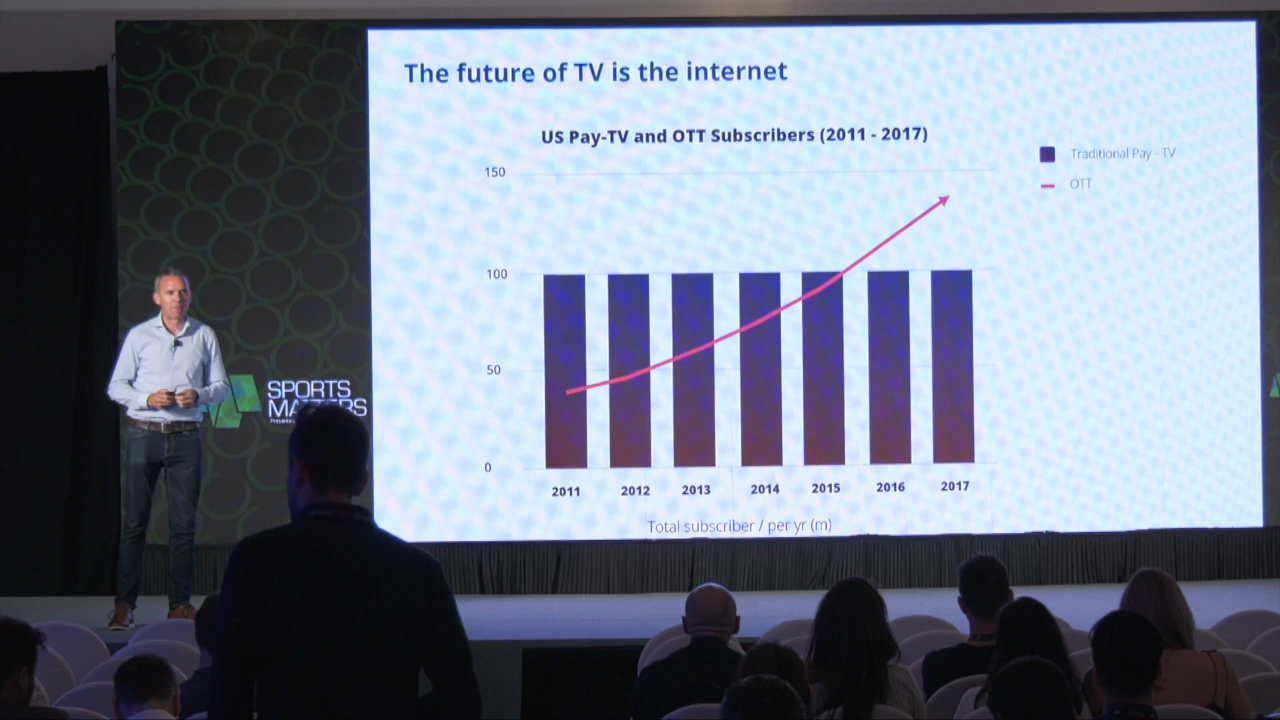 The future of TV is the internet
US Pay-TV and OTT Subscribers (2011 - 2017)
Traditional Pay - TV
OTT
150
100
50
0
2011 2012 2013 2014 2015 2016 2017
Total subscriber / per yr (m)
SPORTS
MATTERS